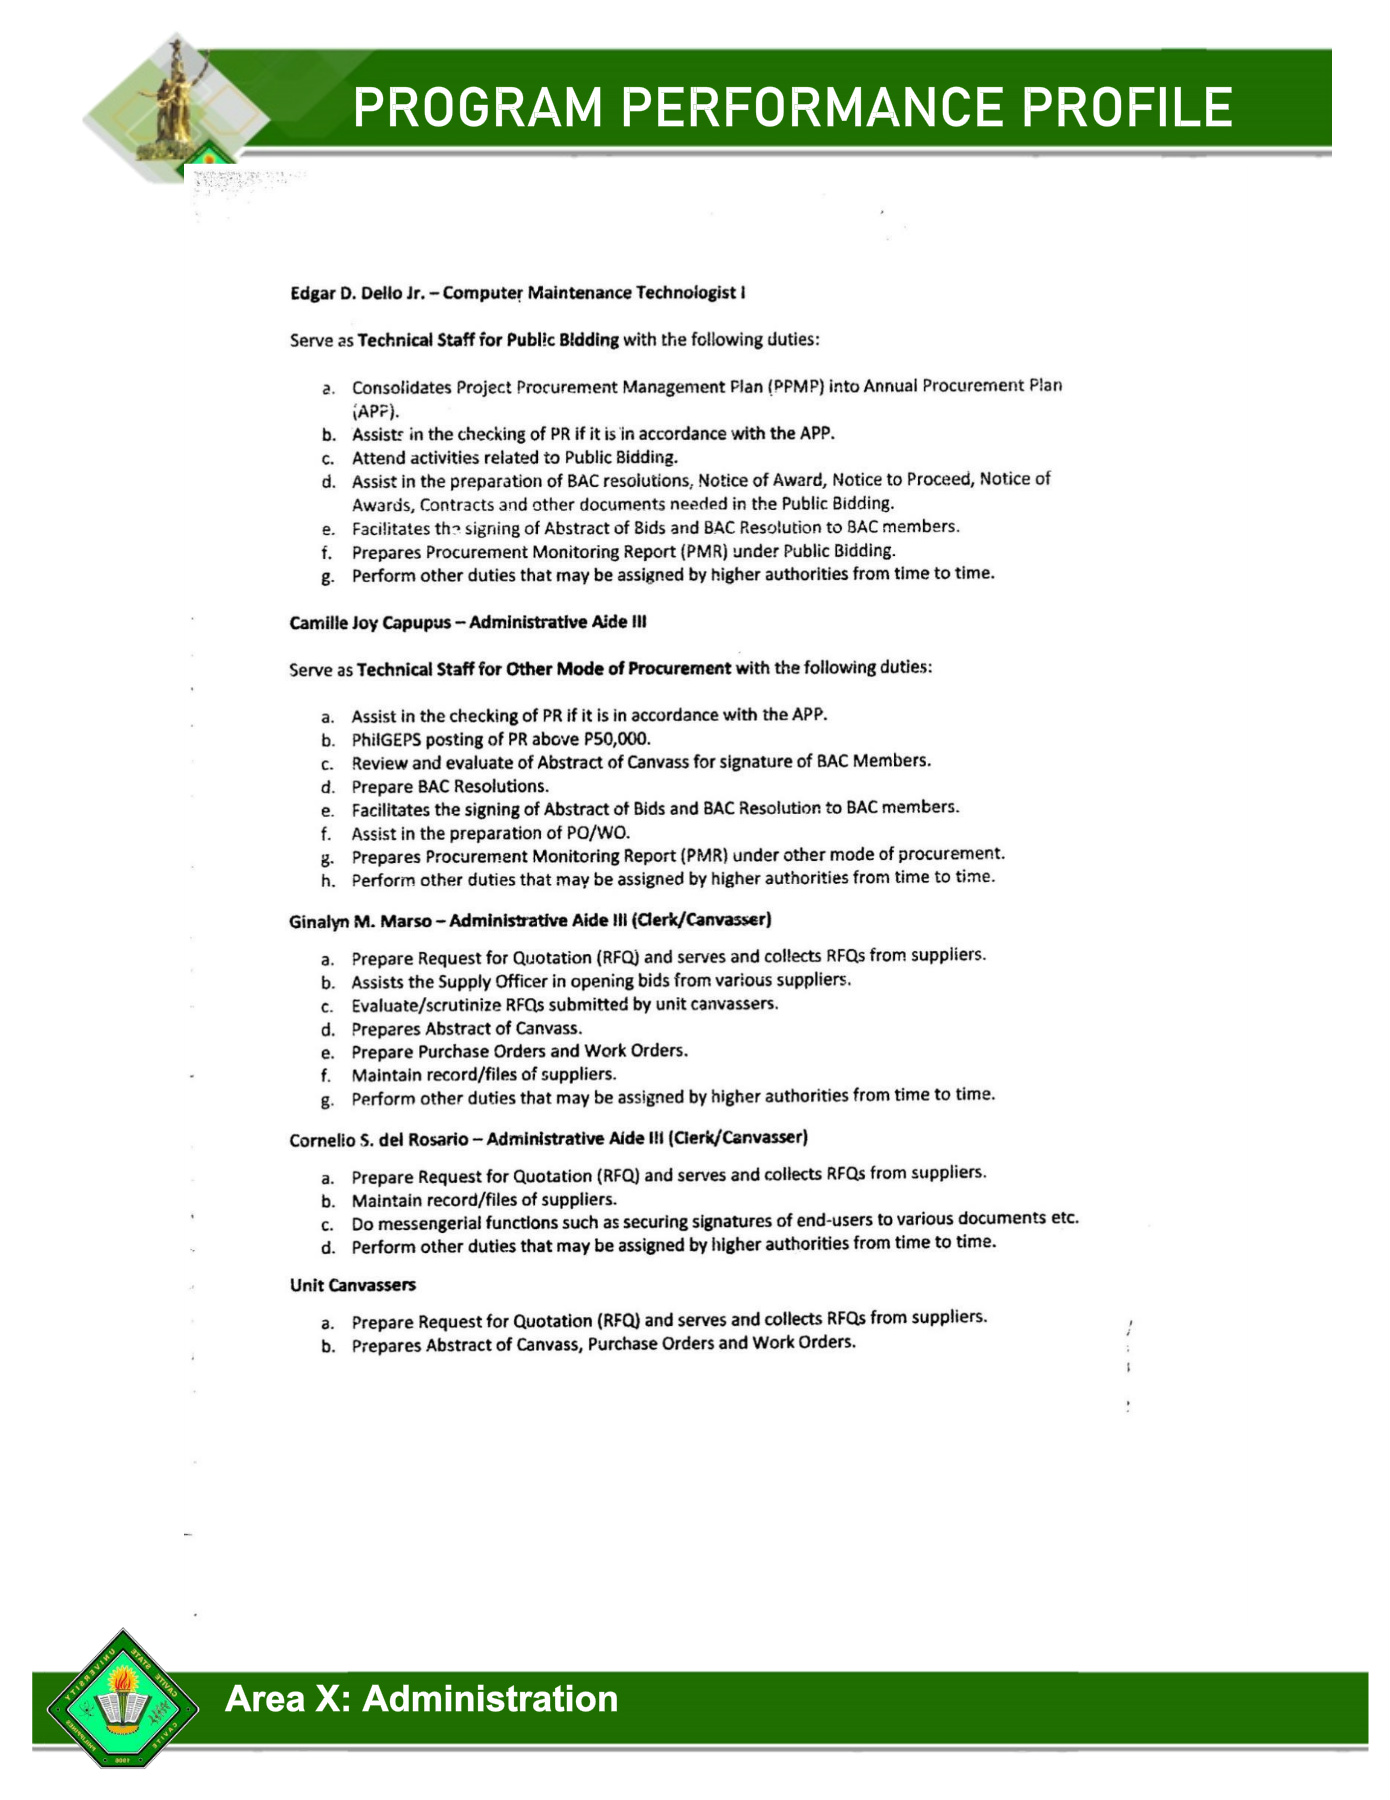 PROGRAM PERFORMANCE PROFILE
Edgar D. Dello Jr. – Computer Maintenance Technologist I
Serve as Technical Staff for Public Bidding with the following duties:
a. Consolidates Project Procurement Management Plan (PPMP) into Annual Procurement Plan
(APP).
b. Assists in the checking of PR if it is in accordance with the APP.
c. Attend activities related to Public Bidding.
d. Assist in the preparation of BAC resolutions, Notice of Award, Notice to Proceed, Notice of
Awards, Contracts and other documents needed in the Public Bidding.
e. Facilitates the signing of Abstract of Bids and BAC Resolution to BAC members.
f. Prepares Procurement Monitoring Report (PMR) under Public Bidding.
g. Perform other duties that may be assigned by higher authorities from time to time.
Camille Joy Capupus – Administrative Aide III
Serve as Technical Staff for Other Mode of Procurement with the following duties:
a. Assist in the checking of PR if it is in accordance with the APP.
b. PhilGEPS posting of PR above P50,000.
c. Review and evaluate of Abstract of Canvass for signature of BAC Members.
d. Prepare BAC Resolutions.
e. Facilitates the signing of Abstract of Bids and BAC Resolution to BAC members.
f. Assist in the preparation of PO/WO.
g. Prepares Procurement Monitoring Report (PMR) under other mode of procurement.
h. Perform other duties that may be assigned by higher authorities from time to time.
Ginalyn M. Marso – Administrative Aide III (Clerk/Canvasser)
a. Prepare Request for Quotation (RFQ) and serves and collects RFQs from suppliers.
b. Assists the Supply Officer in opening bids from various suppliers.
c. Evaluate/scrutinize RFQs submitted by unit canvassers.
d. Prepares Abstract of Canvass.
e. Prepare Purchase Orders and Work Orders.
f. Maintain record/files of suppliers.
g. Perform other duties that may be assigned by higher authorities from time to time.
Cornelio S. del Rosario – Administrative Aide III (Clerk/Canvasser)
a. Prepare Request for Quotation (RFQ) and serves and collects RFQs from suppliers.
b. Maintain record/files of suppliers.
c. Do messengerial functions such as securing signatures of end-users to various documents etc.
d. Perform other duties that may be assigned by higher authorities from time to time.
Unit Canvassers
a. Prepare Request for Quotation (RFQ) and serves and collects RFQs from suppliers.
b. Prepares Abstract of Canvass, Purchase Orders and Work Orders.
CAVITE STATE UNIVERSITY
CAVITE PHILIPPINES
1906
Area X: Administration